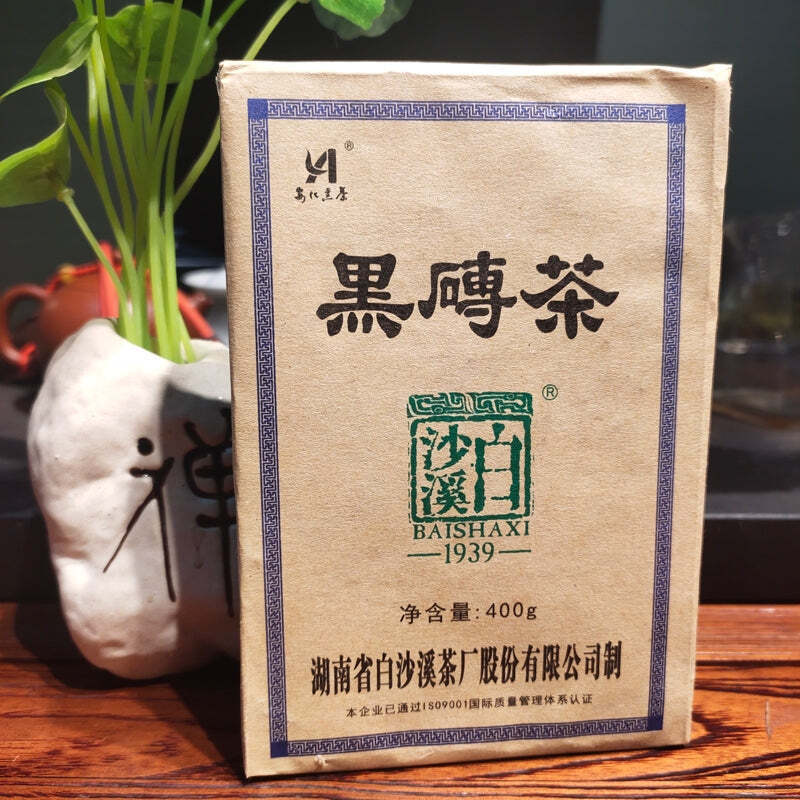 安化黑茶
®
黑磚茶
白沙溪
®
BAISHAXI
1939
净含量:400g
湖南省白沙溪茶厂股份有限公司制
本企业已通过ISO9001国际质量管理体系认证
禅